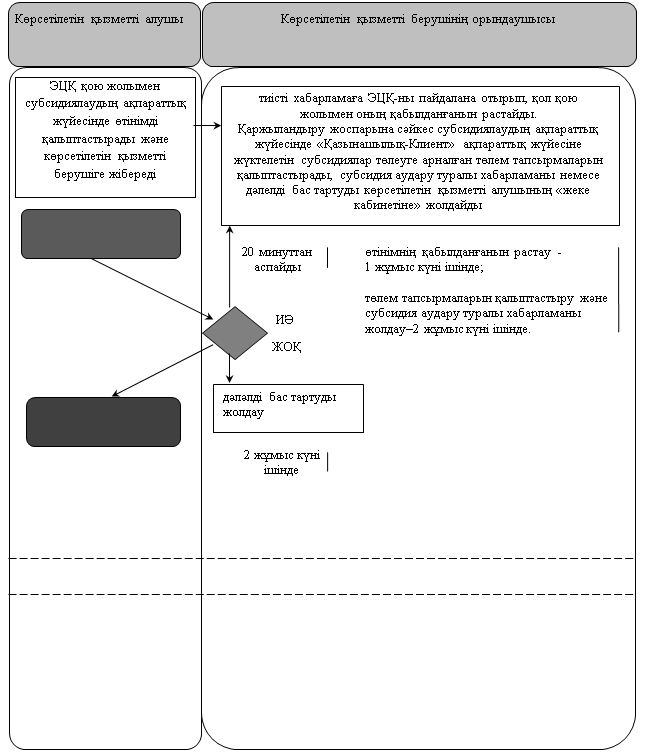 Көрсетілетін қызметті алушы
Көрсетілетін қызметті берушінің орындаушысы
ЭЦҚ қою жолымен
субсидиялаудың ақпараттық
жүйесінде өтінімді
қалыптастырады және
көрсетілетін қызметті
берушіге жібереді
тиісті хабарламаға ЭЦҚ-ны пайдалана отырып, қол қою
жолымен оның қабылданғанын растайды.
Қаржыландыру жоспарына сәйкес субсидиялаудың ақпараттық
жүйесінде «Қазынашылық-Клиент» ақпараттық жүйесіне
жүктелетін субсидиялар төлеуге арналған төлем тапсырмаларын
қалыптастырады, субсидия аудару туралы хабарламаны немесе
дәлелді бас тартуды көрсетілетін қызметті алушының «жеке
кабинетіне» жолдайды
20 минуттан
аспайды
өтінімнің қабылданғанын растау -
1 жұмыс күні ішінде;
төлем тапсырмаларын қалыптастыру және
субсидия аудару туралы хабарламаны
жолдау–2 жұмыс күні ішінде.
ИӘ
ЖОҚ
дәлелді бас тартуды
жолдау
2 жұмыс күні
ішінде